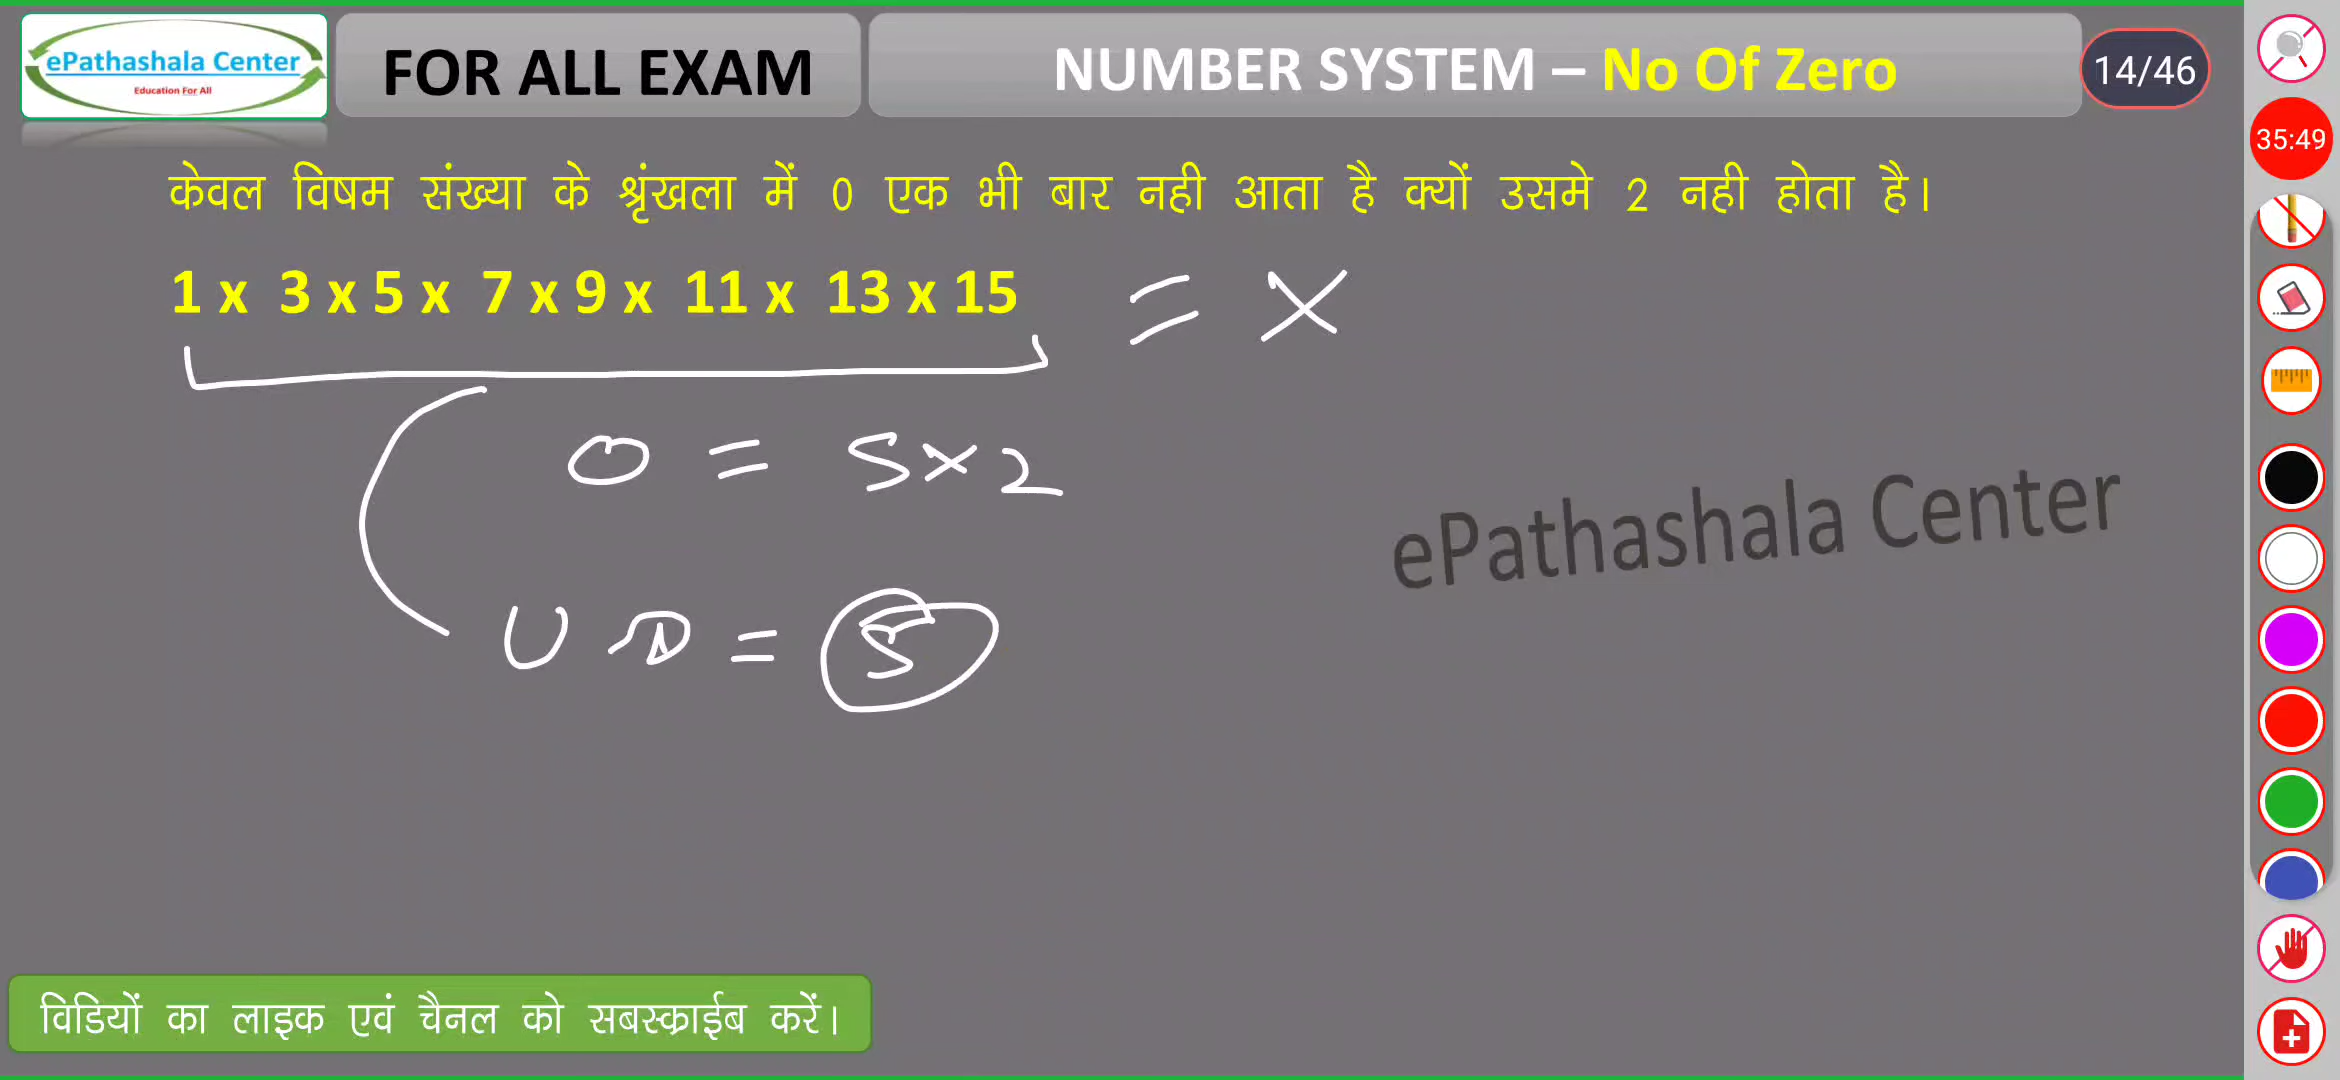 ePathashala Center
Education For All
FOR ALL EXAM
NUMBER SYSTEM – No Of Zero
14/46
35:49
केवल विषम संख्या के श्रृंखला में 0 एक भी बार नही आता है क्यों उसमे 2 नही होता है।
1 x 3 x 5 x 7 x 9 x 11 x 13 x 15 = ×
0 = 5×2
U D = 5
ePathashala Center
विडियों का लाइक एवं चैनल को सबस्क्राईब करें।